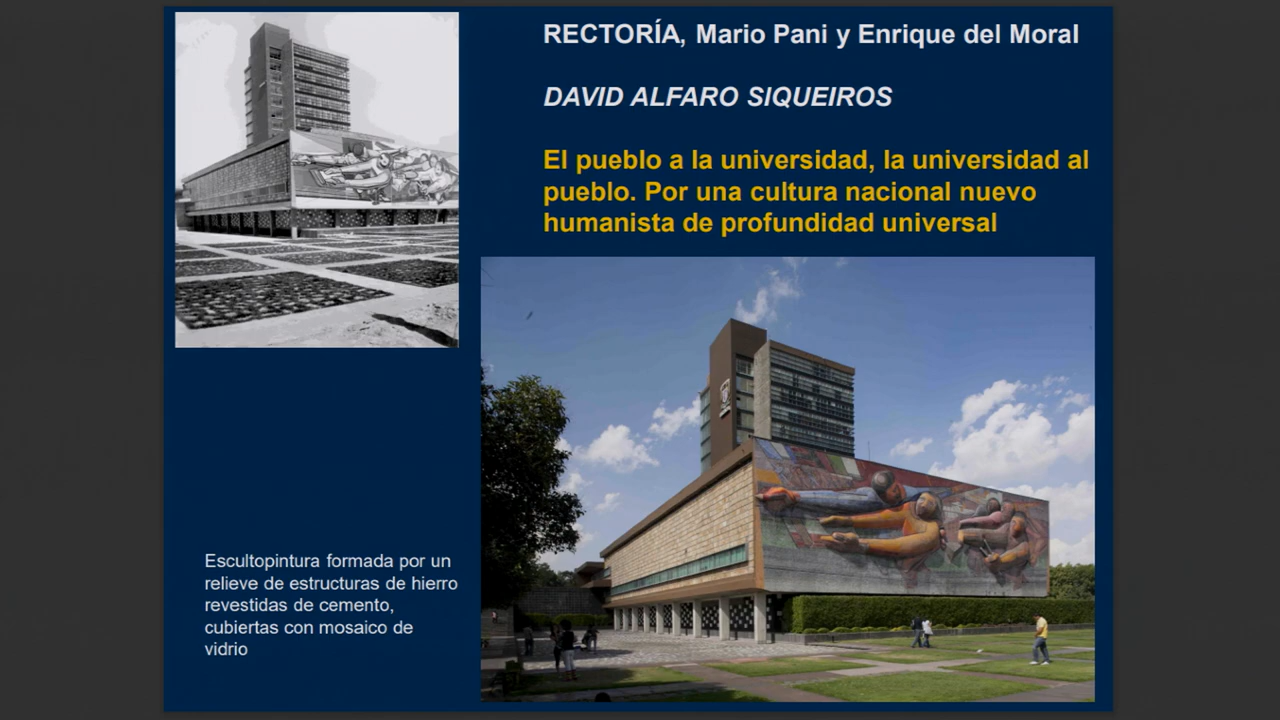 RECTORÍA, Mario Pani y Enrique del Moral
DAVID ALFARO SIQUEIROS
El pueblo a la universidad, la universidad al
pueblo. Por una cultura nacional nuevo
humanista de profundidad universal
Escultopintura formada por un
relieve de estructuras de hierro
revestidas de cemento,
cubiertas con mosaico de
vidrio